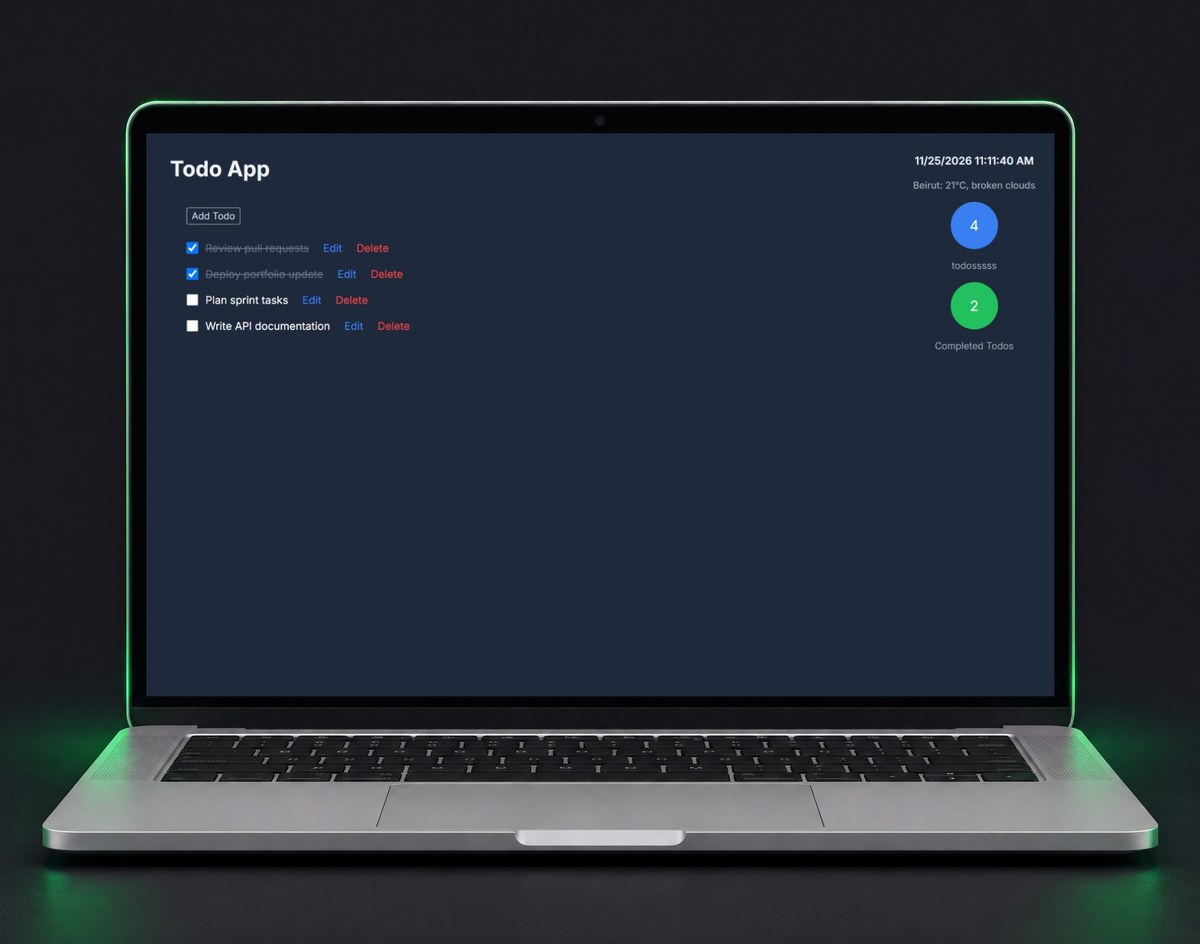 Todo App
11/25/2026 11:11:40 AM
Beirut: 21°C, broken clouds
Add Todo
Review pull requests Edit Delete
Deploy portfolio update Edit Delete
Plan sprint tasks Edit Delete
Write API documentation Edit Delete
4
todosssss
2
Completed Todos